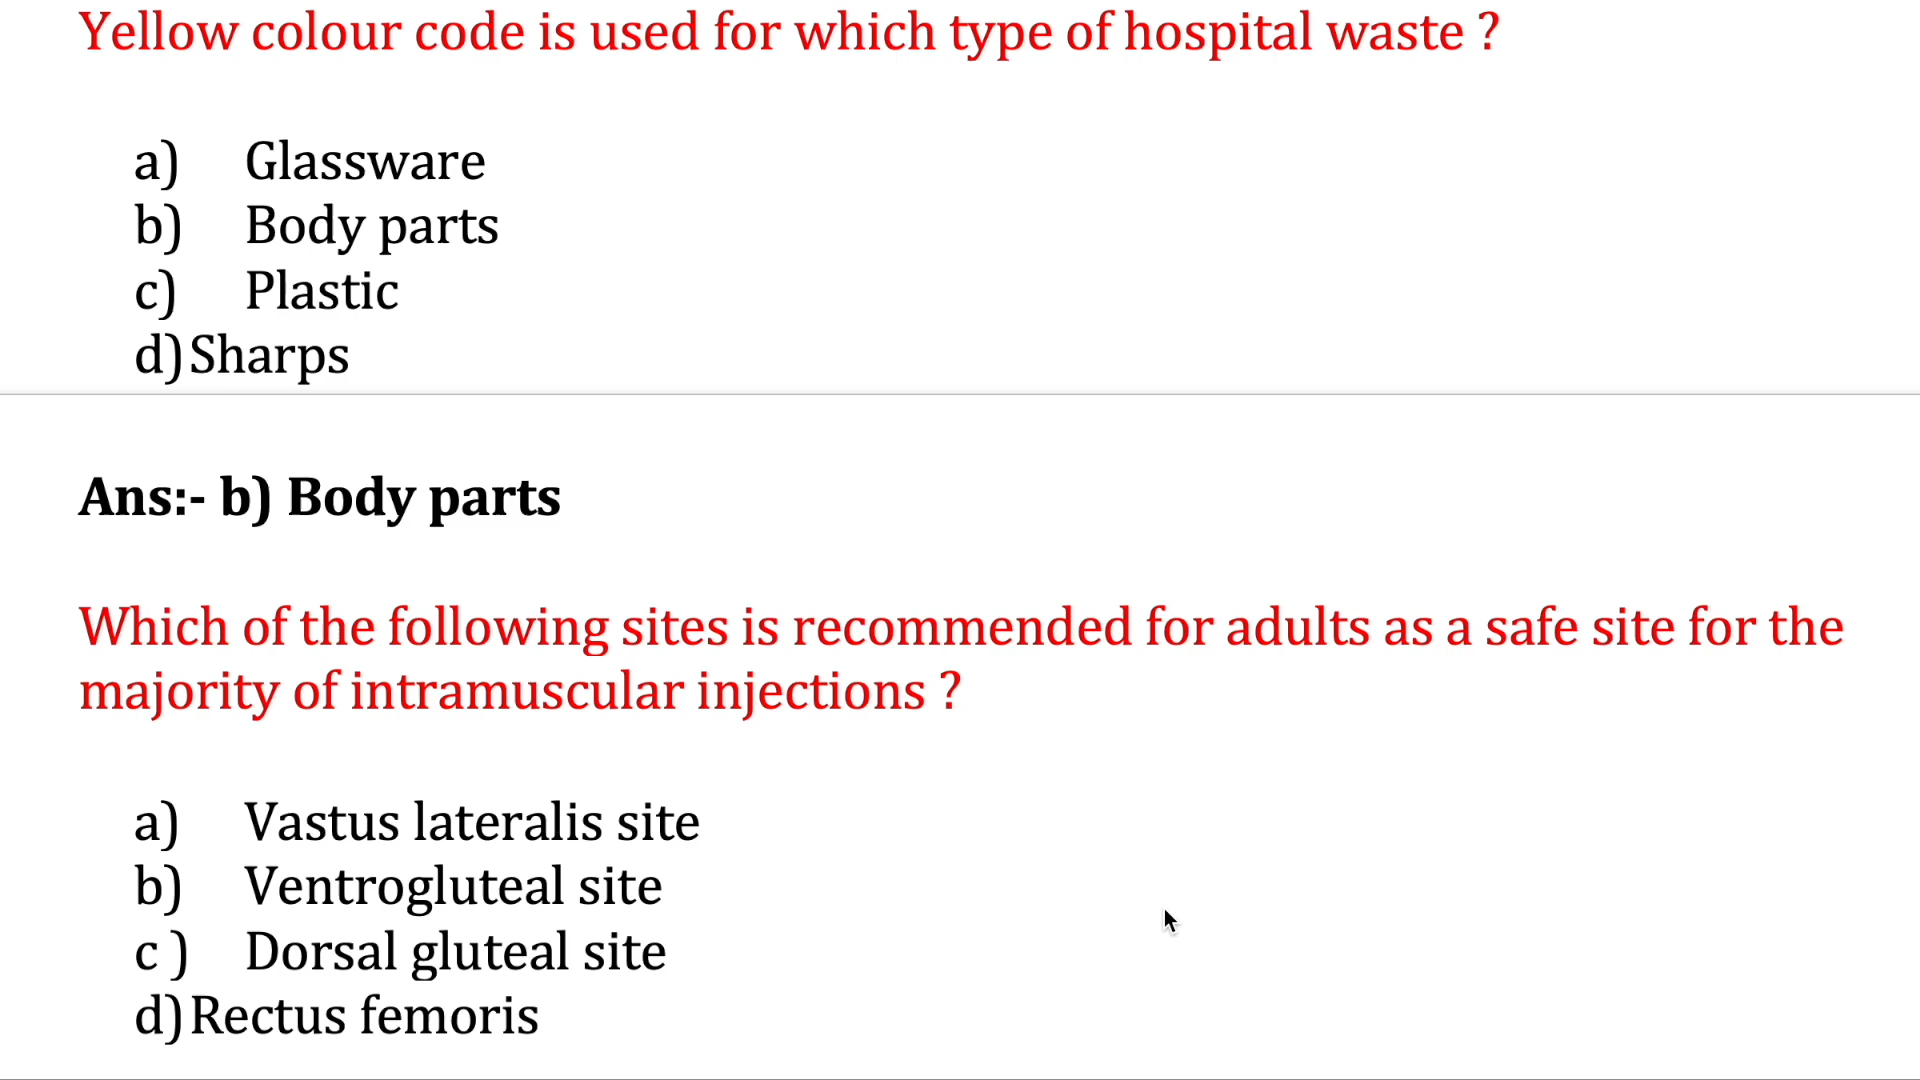 Yellow colour code is used for which type of hospital waste ?
a) Glassware
b) Body parts
c) Plastic
d) Sharps
Ans:- b) Body parts
Which of the following sites is recommended for adults as a safe site for the
majority of intramuscular injections ?
a) Vastus lateralis site
b) Ventrogluteal site
c ) Dorsal gluteal site
d) Rectus femoris